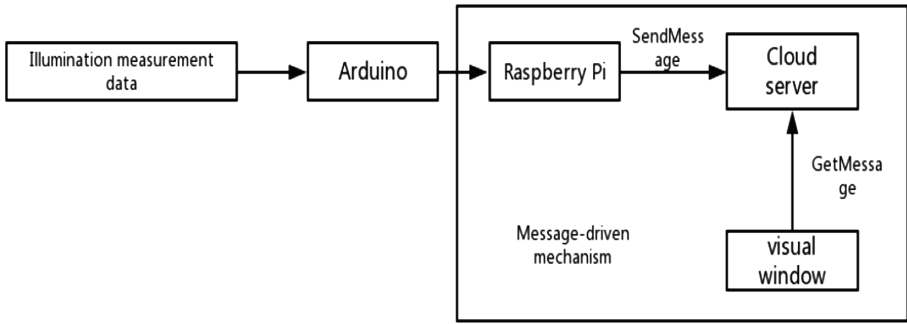 Illumination measurement
data
Arduino
Raspberry Pi
SendMess
age
Cloud
server
GetMessa
ge
Message-driven
mechanism
visual
window